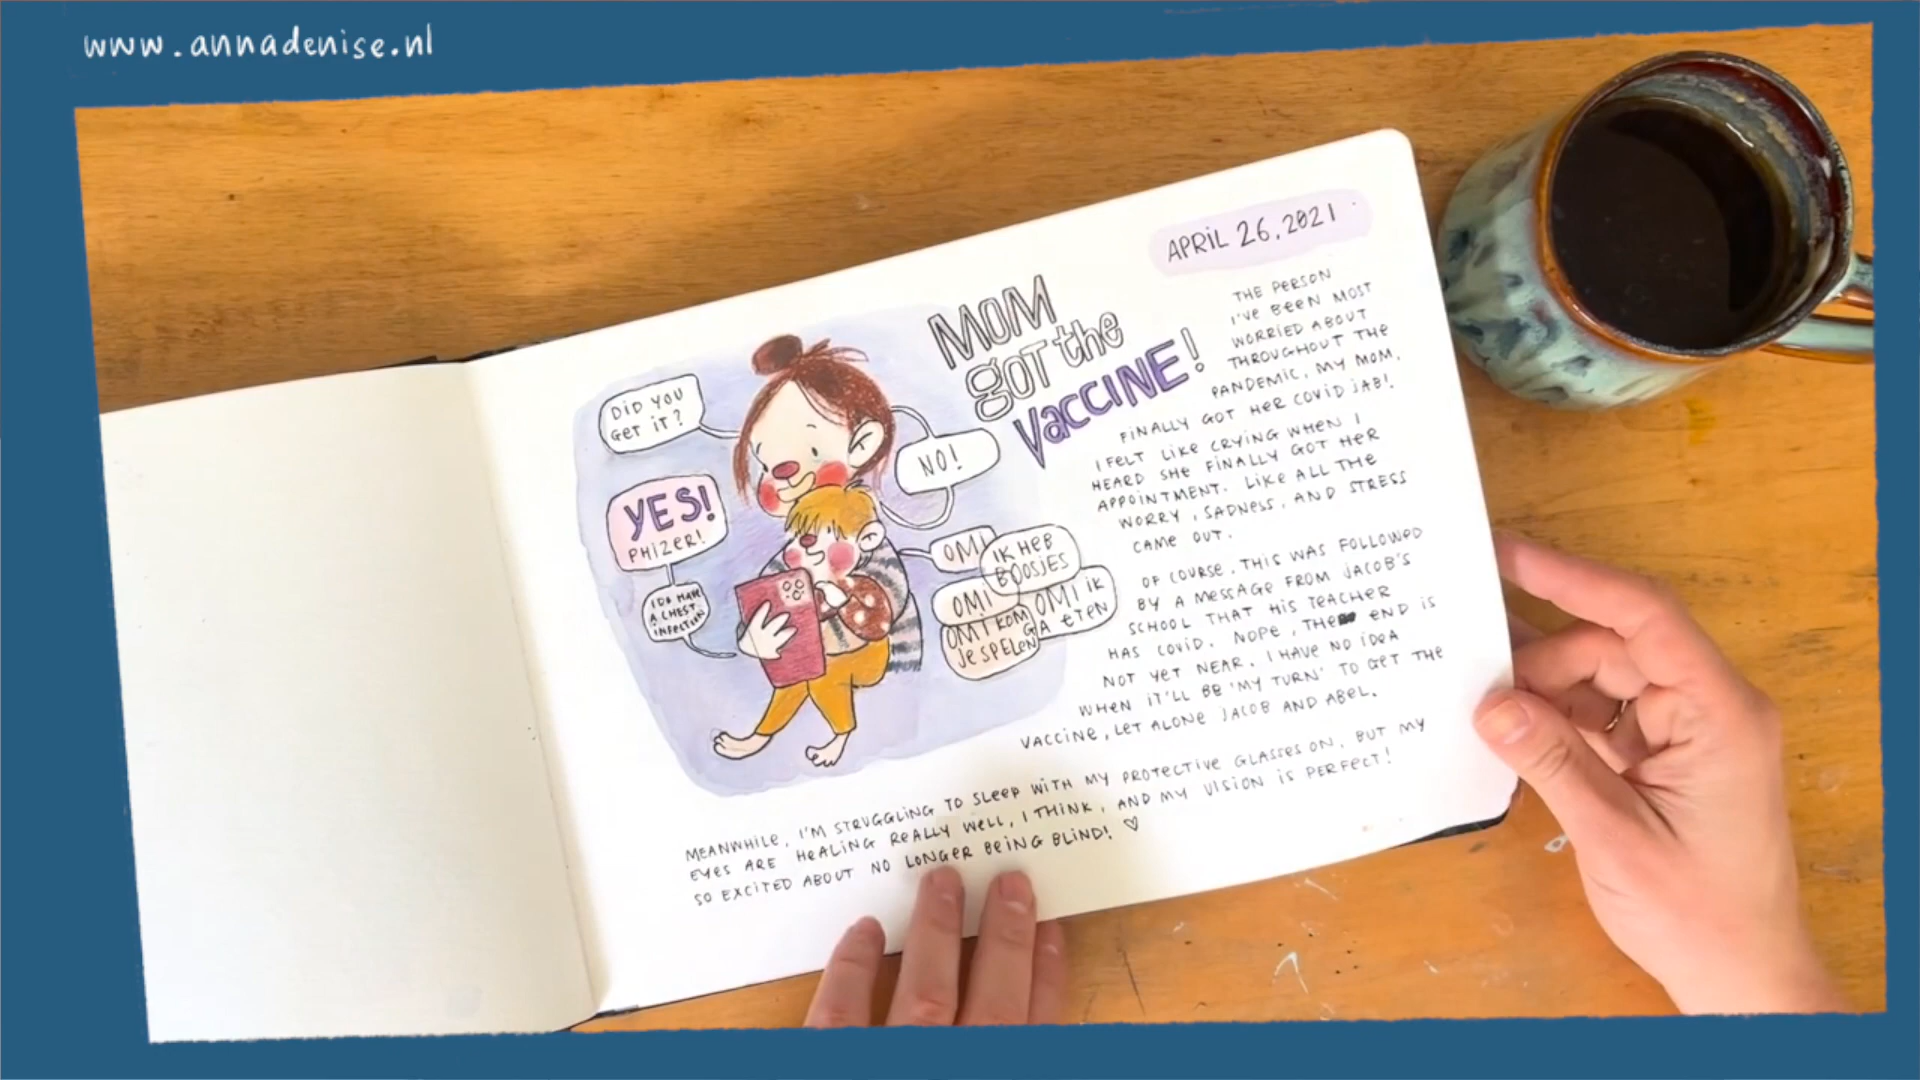 www.annadenise.nl
APRIL 26, 2021
MOM
GOT the
VACCINE!
DID YOU
GET IT?
NO!
YES!
PHIZER!
I DO HAVE
A CHEST
INFECTION
OMI
IK HEB
BOOSJES
OMI
OMI IK
GA ETEN
OMI KOM
JE SPELEN
THE PERSON
I'VE BEEN MOST
WORRIED ABOUT
THROUGHOUT THE
PANDEMIC, MY MOM,
FINALLY GOT HER COVID JAB!
I FELT LIKE CRYING WHEN I
HEARD SHE FINALLY GOT HER
APPOINTMENT. LIKE ALL THE
WORRY, SADNESS, AND STRESS
CAME OUT.
OF COURSE, THIS WAS FOLLOWED
BY A MESSAGE FROM JACOB'S
SCHOOL THAT HIS TEACHER
HAS COVID. NOPE, THE END IS
NOT YET NEAR. I HAVE NO IDEA
WHEN IT'LL BE 'MY TURN' TO GET THE
VACCINE, LET ALONE JACOB AND ABEL.
MEANWHILE, I'M STRUGGLING TO SLEEP WITH MY PROTECTIVE GLASSES ON, BUT MY
EYES ARE HEALING REALLY WELL, I THINK, AND MY VISION IS PERFECT!
SO EXCITED ABOUT NO LONGER BEING BLIND! ♡